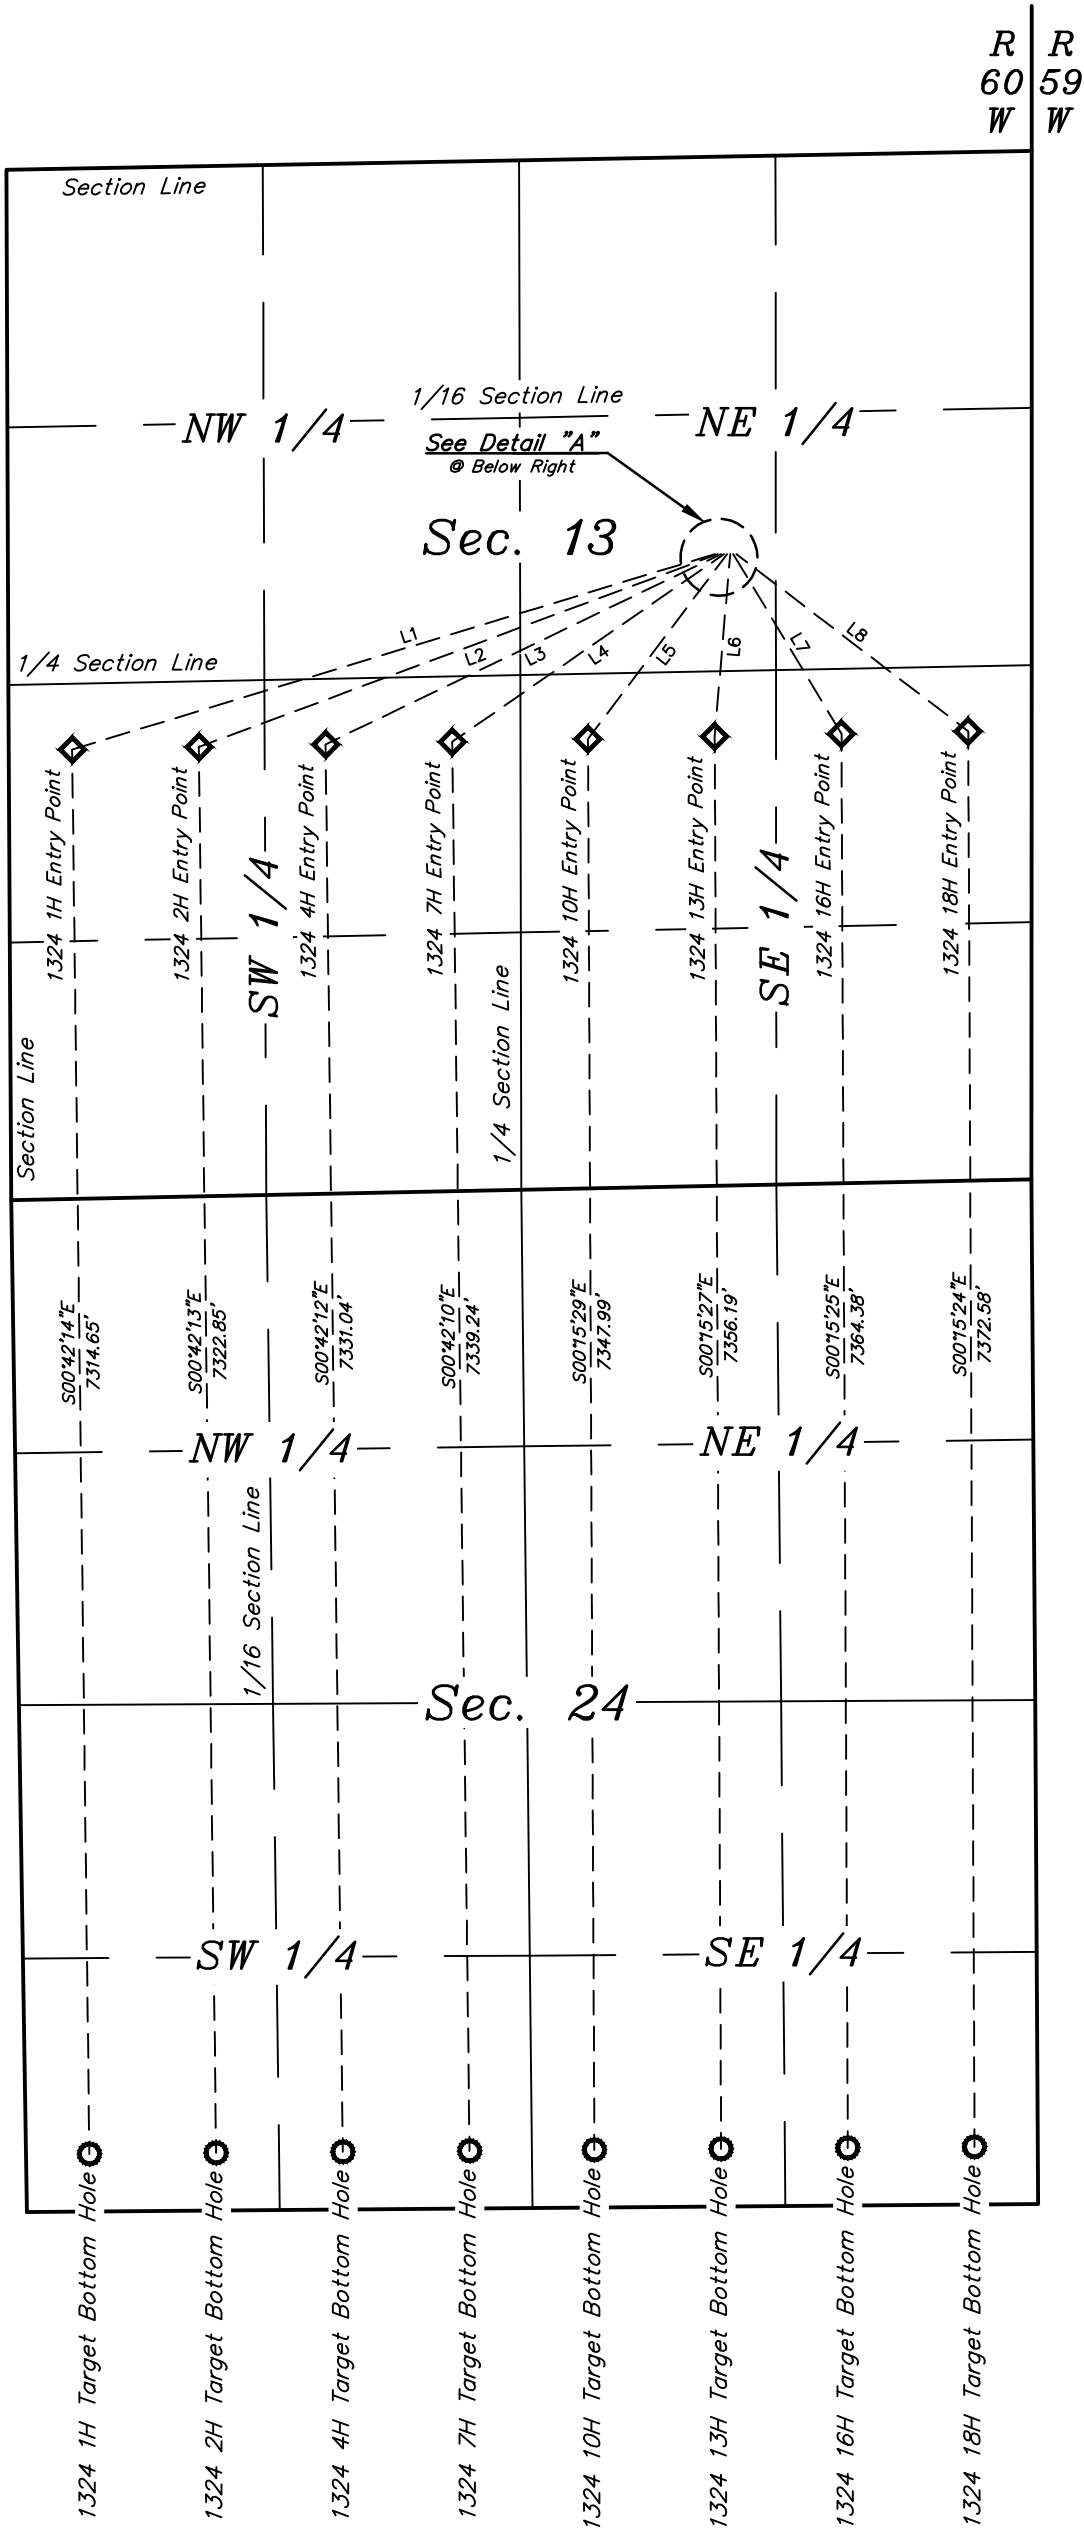 R R
60 59
W W
Section Line
1/16 Section Line
NW 1/4
NE 1/4
See Detail "A"
@ Below Right
Sec. 13
L1
L2
L3
L4
L5
L6
L7
L8
1/4 Section Line
1324 1H Entry Point
1324 2H Entry Point
1324 4H Entry Point
1324 7H Entry Point
1324 10H Entry Point
1324 13H Entry Point
1324 16H Entry Point
1324 18H Entry Point
SW 1/4
SE 1/4
Section Line
1/4 Section Line
S00°42'14"E
7314.65'
S00°42'13"E
7322.85'
S00°42'12"E
7331.04'
S00°42'10"E
7339.24'
S00°15'29"E
7347.99'
S00°15'27"E
7356.19'
S00°15'25"E
7364.38'
S00°15'24"E
7372.58'
NW 1/4
NE 1/4
1/16 Section Line
Sec. 24
SW 1/4
SE 1/4
1324 1H Target Bottom Hole
1324 2H Target Bottom Hole
1324 4H Target Bottom Hole
1324 7H Target Bottom Hole
1324 10H Target Bottom Hole
1324 13H Target Bottom Hole
1324 16H Target Bottom Hole
1324 18H Target Bottom Hole